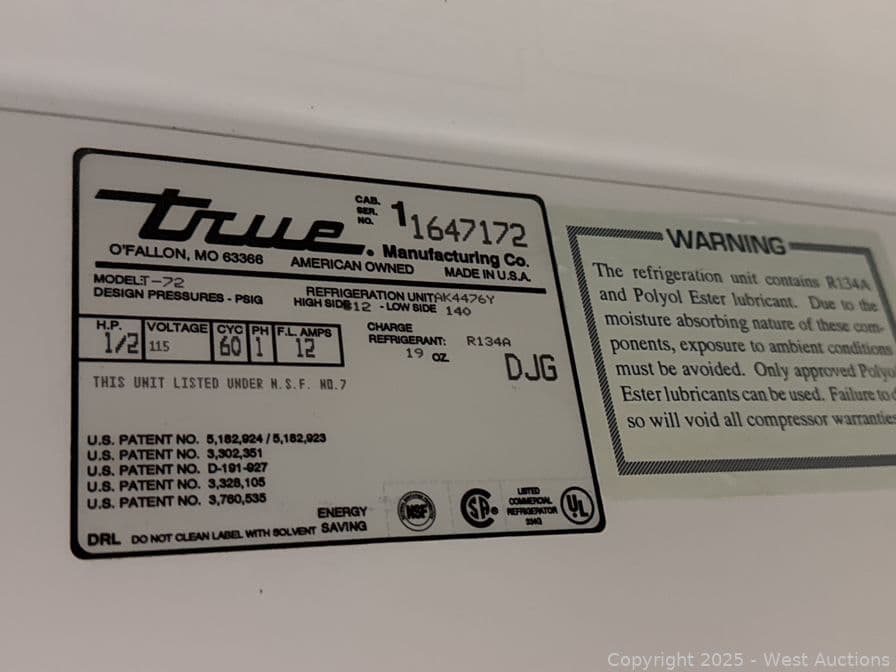 true
CAB. SER. NO. 1 1647172
Manufacturing Co.
O'FALLON, MO 63366 AMERICAN OWNED MADE IN U.S.A.
MODEL: T-72 REFRIGERATION UNIT: AK4476Y
DESIGN PRESSURES - PSIG HIGH SIDE 12 - LOW SIDE 140
H.P. VOLTAGE CYC PH F.L. AMPS
1/2 115 60 1 12
CHARGE
REFRIGERANT: R134A
19 OZ.
DJG
THIS UNIT LISTED UNDER N.S.F. NO.7
U.S. PATENT NO. 5,182,924 / 5,182,923
U.S. PATENT NO. 3,302,351
U.S. PATENT NO. D-191-927
U.S. PATENT NO. 3,328,105
U.S. PATENT NO. 3,760,535
ENERGY
SAVING
DRL DO NOT CLEAN LABEL WITH SOLVENT
NSF
SA
LISTED
COMMERCIAL
REFRIGERATOR
UL
WARNING
The refrigeration unit contains R134A
and Polyol Ester lubricant. Due to the
moisture absorbing nature of these com-
ponents, exposure to ambient conditions
must be avoided. Only approved Polyo
Ester lubricants can be used. Failure to d
so will void all compressor warranties
Copyright 2025 - West Auctions